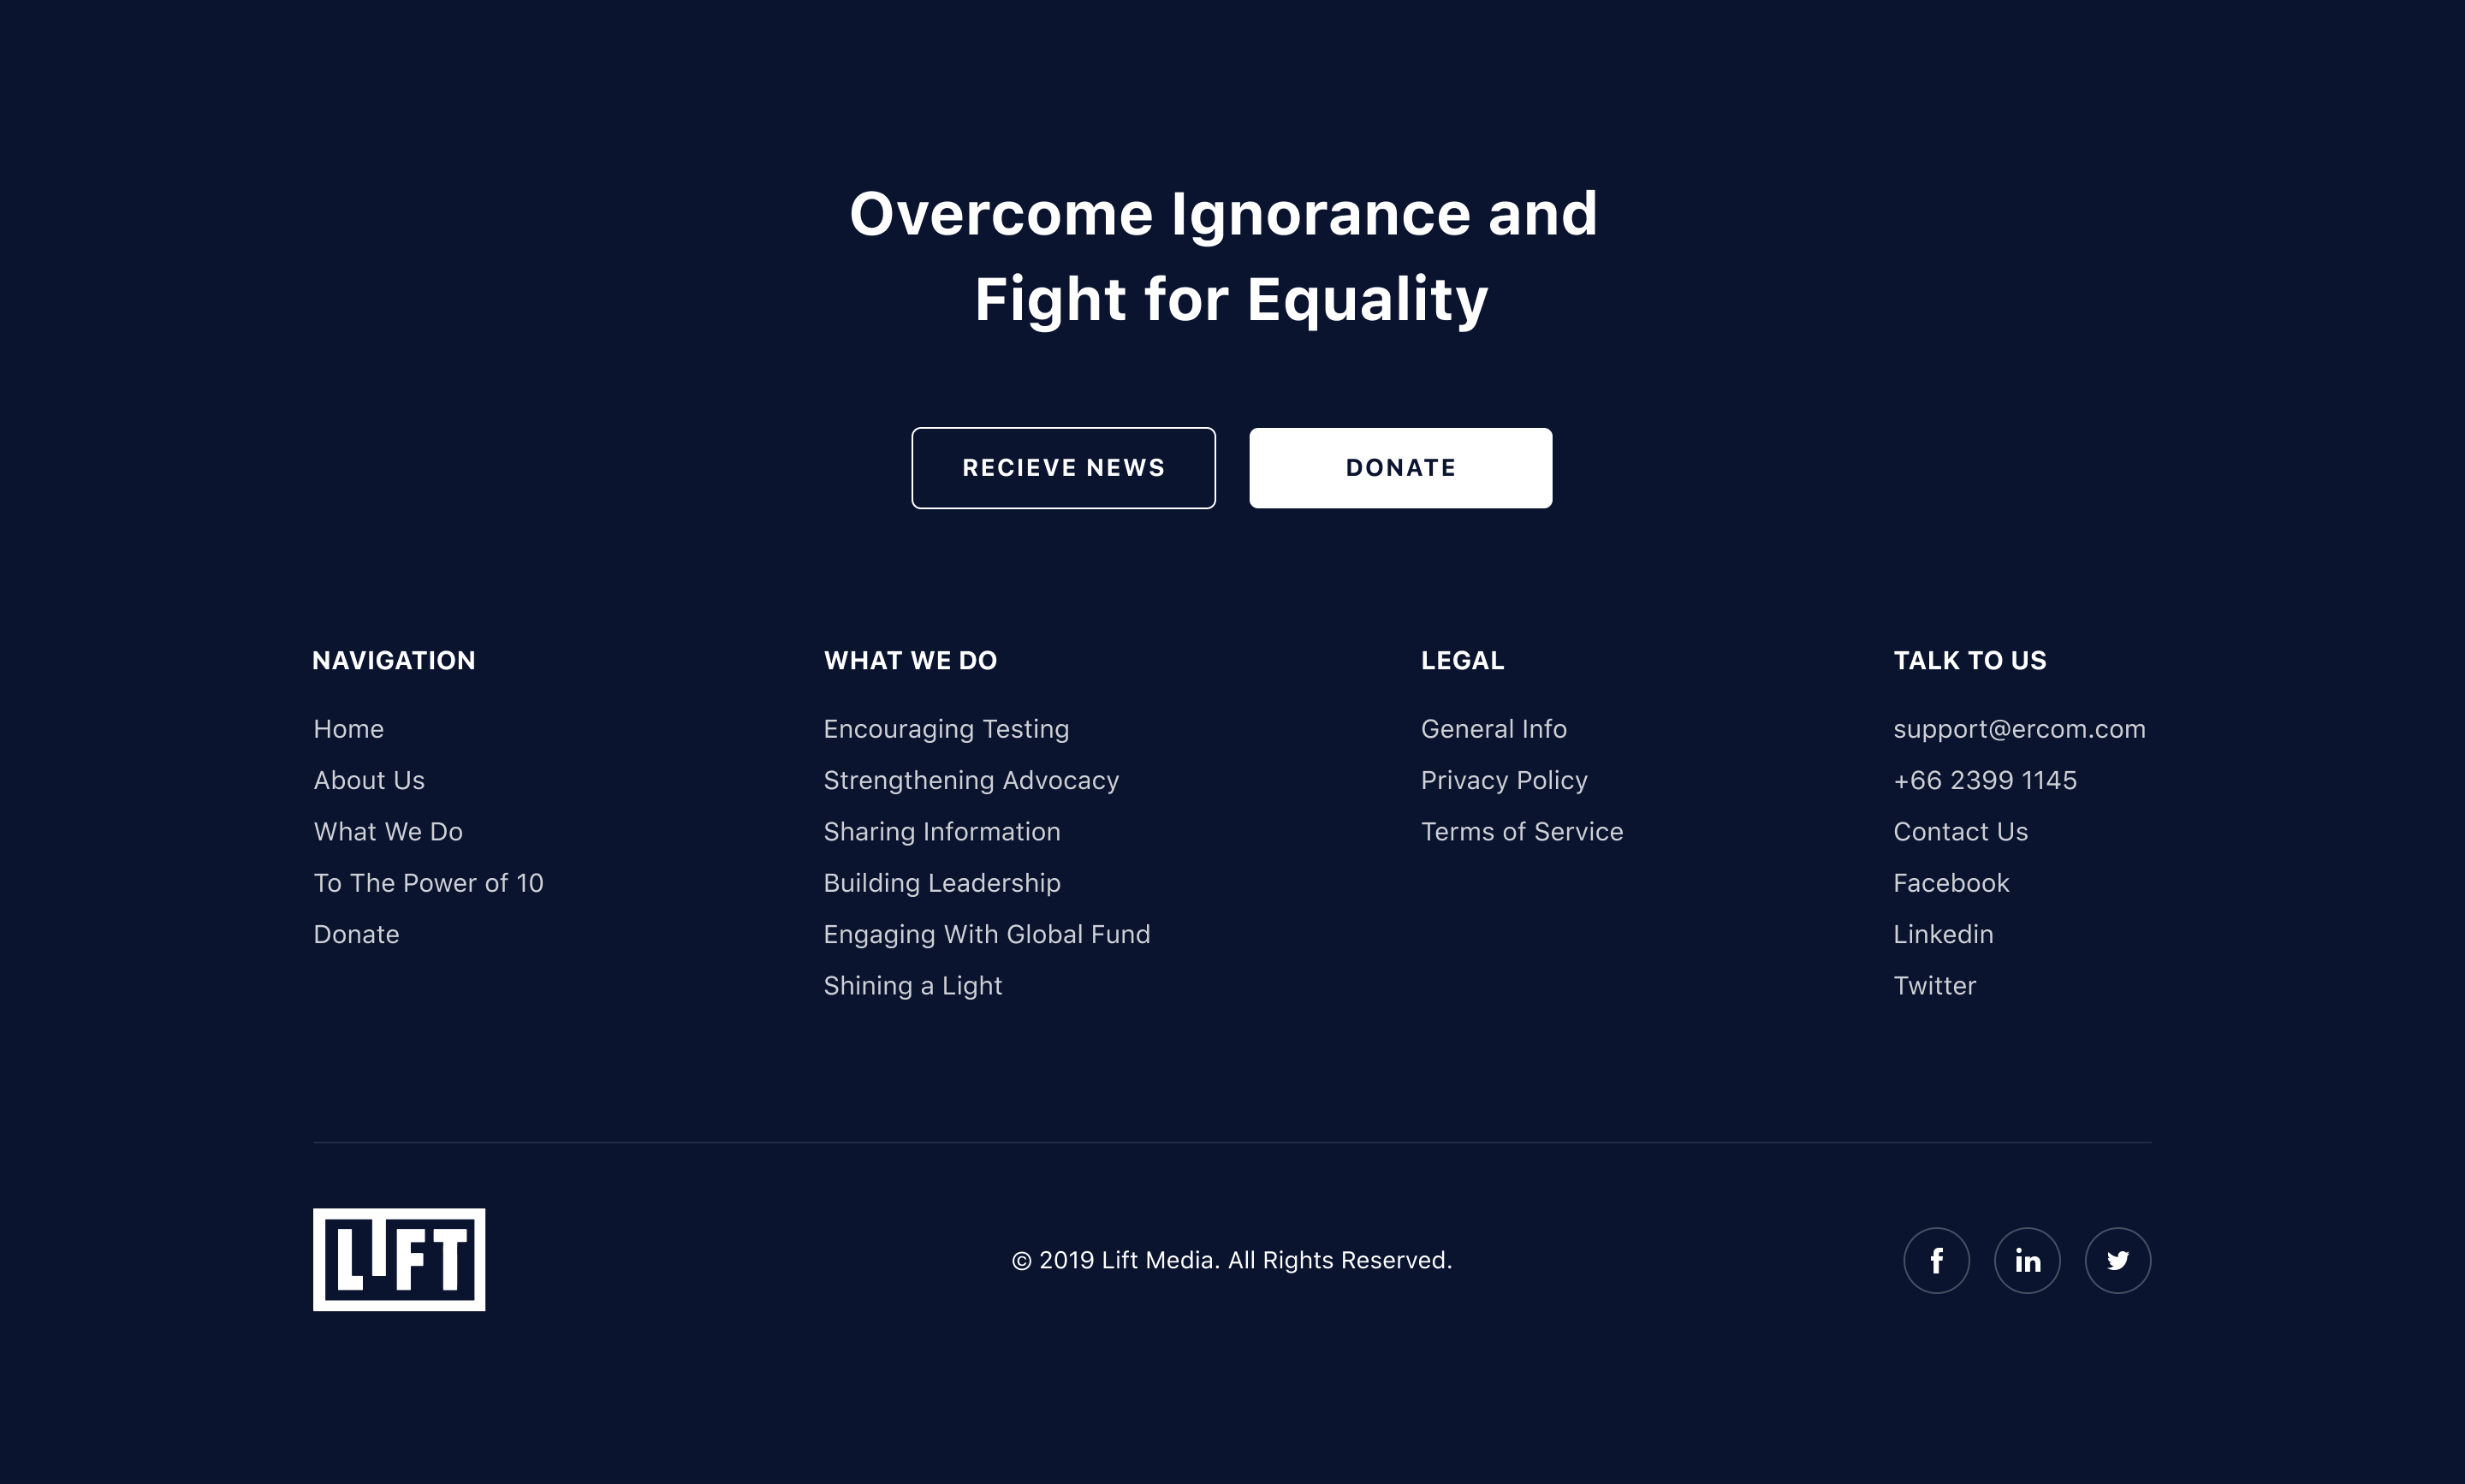 Overcome Ignorance and
Fight for Equality
RECIEVE NEWS
DONATE
NAVIGATION
Home
About Us
What We Do
To The Power of 10
Donate
WHAT WE DO
Encouraging Testing
Strengthening Advocacy
Sharing Information
Building Leadership
Engaging With Global Fund
Shining a Light
LEGAL
General Info
Privacy Policy
Terms of Service
TALK TO US
support@ercom.com
+66 2399 1145
Contact Us
Facebook
Linkedin
Twitter
LIFT
© 2019 Lift Media. All Rights Reserved.